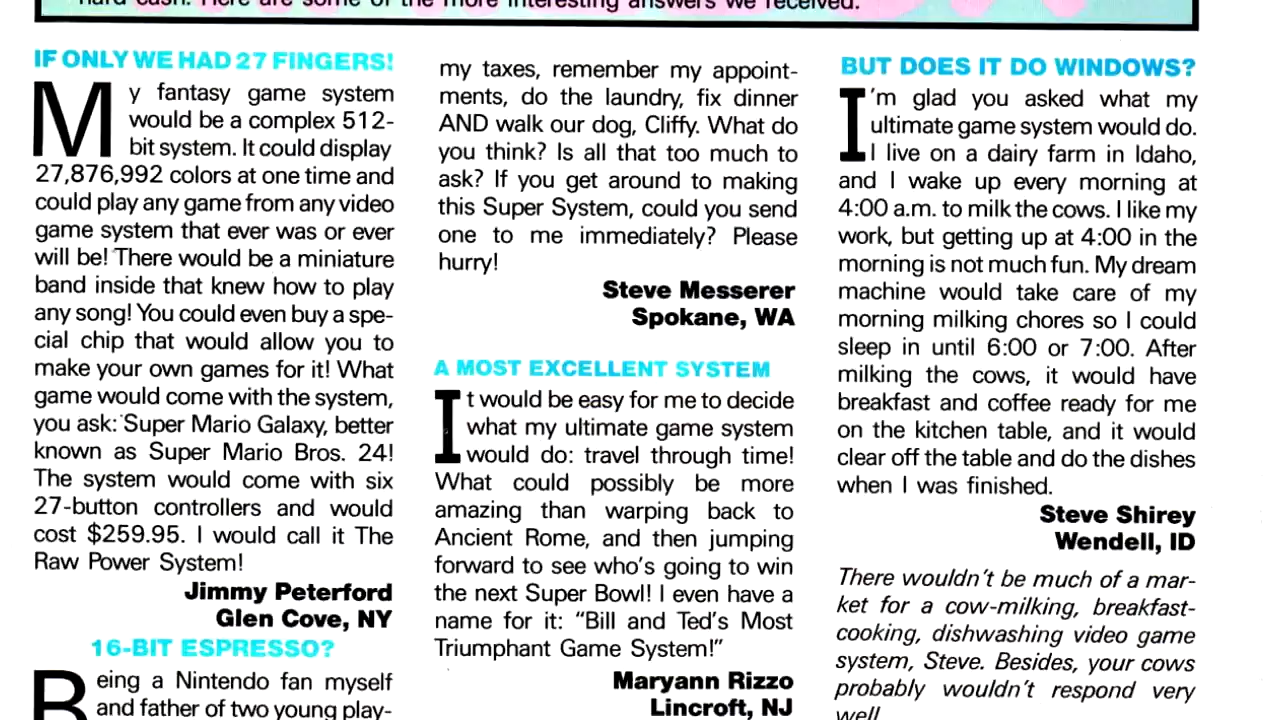 hard cash. Here are some of the more interesting answers we received.
IF ONLY WE HAD 27 FINGERS!
My fantasy game system
would be a complex 512-
bit system. It could display
27,876,992 colors at one time and
could play any game from any video
game system that ever was or ever
will be! There would be a miniature
band inside that knew how to play
any song! You could even buy a spe-
cial chip that would allow you to
make your own games for it! What
game would come with the system,
you ask: Super Mario Galaxy, better
known as Super Mario Bros. 24!
The system would come with six
27-button controllers and would
cost $259.95. I would call it The
Raw Power System!
Jimmy Peterford
Glen Cove, NY
16-BIT ESPRESSO?
Being a Nintendo fan myself
and father of two young play-
my taxes, remember my appoint-
ments, do the laundry, fix dinner
AND walk our dog, Cliffy. What do
you think? Is all that too much to
ask? If you get around to making
this Super System, could you send
one to me immediately? Please
hurry!
Steve Messerer
Spokane, WA
A MOST EXCELLENT SYSTEM
It would be easy for me to decide
what my ultimate game system
would do: travel through time!
What could possibly be more
amazing than warping back to
Ancient Rome, and then jumping
forward to see who's going to win
the next Super Bowl! I even have a
name for it: "Bill and Ted's Most
Triumphant Game System!"
Maryann Rizzo
Lincroft, NJ
BUT DOES IT DO WINDOWS?
I'm glad you asked what my
ultimate game system would do.
I live on a dairy farm in Idaho,
and I wake up every morning at
4:00 a.m. to milk the cows. I like my
work, but getting up at 4:00 in the
morning is not much fun. My dream
machine would take care of my
morning milking chores so I could
sleep in until 6:00 or 7:00. After
milking the cows, it would have
breakfast and coffee ready for me
on the kitchen table, and it would
clear off the table and do the dishes
when I was finished.
Steve Shirey
Wendell, ID
There wouldn't be much of a mar-
ket for a cow-milking, breakfast-
cooking, dishwashing video game
system, Steve. Besides, your cows
probably wouldn't respond very
well